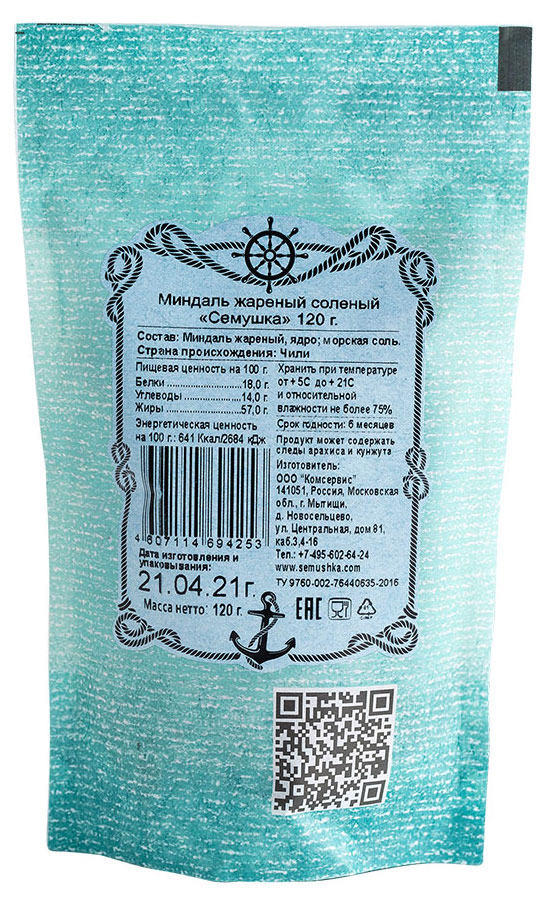 Миндаль жареный соленый
«Семушка» 120 г.
Состав: Миндаль жареный, ядро; морская соль.
Страна происхождения: Чили
Пищевая ценность на 100 г.
Белки.......................18,0 г.
Углеводы................14,0 г.
Жиры.......................57,0 г.
Энергетическая ценность
на 100 г.: 641 Ккал/2684 кДж
4607114694253
Дата изготовления и
упаковывания:
21.04.21г.
Масса нетто: 120 г.
Хранить при температуре
от + 5С до + 21С
и относительной
влажности не более 75%
Срок годности: 6 месяцев
Продукт может содержать
следы арахиса и кунжута
Изготовитель:
ООО "Комсервис"
141051, Россия, Московская
обл., г. Мытищи,
д. Новосельцево,
ул. Центральная, дом 81,
каб.3,4-16
Тел.: +7-495-602-64-24
www.semushka.com
ТУ 9760-002-76440635-2016
EAC